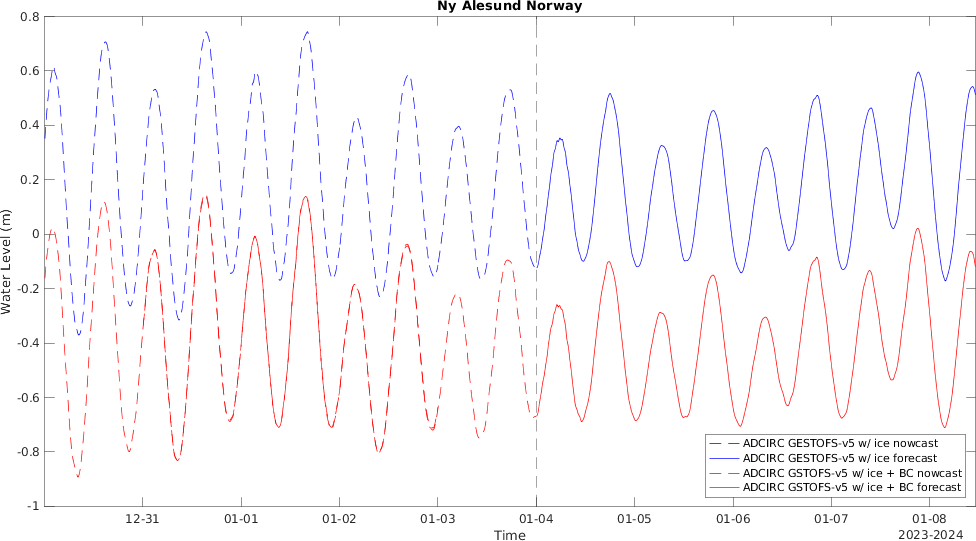 Ny Alesund Norway
0.8
0.6
0.4
0.2
0
-0.2
-0.4
-0.6
-0.8
-1
Water Level (m)
12-31 01-01 01-02 01-03 01-04 01-05 01-06 01-07 01-08
Time
2023-2024
ADCIRC GESTOFS-v5 w/ ice nowcast
ADCIRC GESTOFS-v5 w/ ice forecast
ADCIRC GSTOFS-v5 w/ ice + BC nowcast
ADCIRC GSTOFS-v5 w/ ice + BC forecast